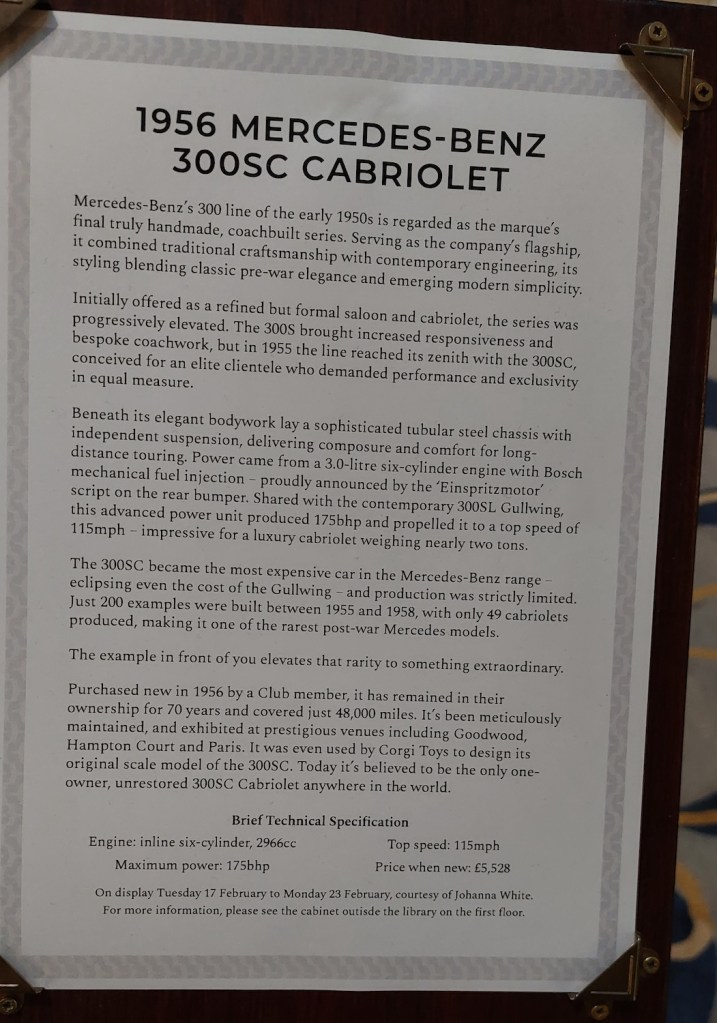 1956 MERCEDES-BENZ
300SC CABRIOLET
Mercedes-Benz's 300 line of the early 1950s is regarded as the marque's
final truly handmade, coachbuilt series. Serving as the company's flagship,
it combined traditional craftsmanship with contemporary engineering, its
styling blending classic pre-war elegance and emerging modern simplicity.
Initially offered as a refined but formal saloon and cabriolet, the series was
progressively elevated. The 300S brought increased responsiveness and
bespoke coachwork, but in 1955 the line reached its zenith with the 300SC,
conceived for an elite clientele who demanded performance and exclusivity
in equal measure.
Beneath its elegant bodywork lay a sophisticated tubular steel chassis with
independent suspension, delivering composure and comfort for long-
distance touring. Power came from a 3.0-litre six-cylinder engine with Bosch
mechanical fuel injection – proudly announced by the 'Einspritzmotor'
script on the rear bumper. Shared with the contemporary 300SL Gullwing,
this advanced power unit produced 175bhp and propelled it to a top speed of
115mph – impressive for a luxury cabriolet weighing nearly two tons.
The 300SC became the most expensive car in the Mercedes-Benz range –
eclipsing even the cost of the Gullwing – and production was strictly limited.
Just 200 examples were built between 1955 and 1958, with only 49 cabriolets
produced, making it one of the rarest post-war Mercedes models.
The example in front of you elevates that rarity to something extraordinary.
Purchased new in 1956 by a Club member, it has remained in their
ownership for 70 years and covered just 48,000 miles. It's been meticulously
maintained, and exhibited at prestigious venues including Goodwood,
Hampton Court and Paris. It was even used by Corgi Toys to design its
original scale model of the 300SC. Today it's believed to be the only one-
owner, unrestored 300SC Cabriolet anywhere in the world.
Brief Technical Specification
Engine: inline six-cylinder, 2966cc Top speed: 115mph
Maximum power: 175bhp Price when new: £5,528
On display Tuesday 17 February to Monday 23 February, courtesy of Johanna White.
For more information, please see the cabinet outisde the library on the first floor.